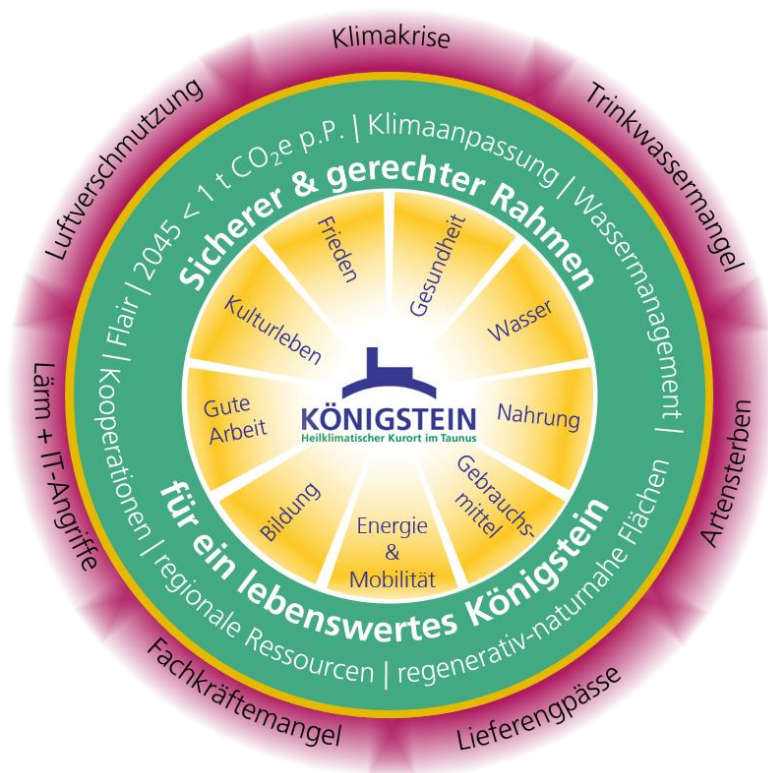 Klimakrise
Trinkwassermangel
Artensterben
Lieferengpässe
Fachkräftemangel
Lärm + IT-Angriffe
Luftverschmutzung
Kooperationen | Flair | 2045 < 1 t CO₂e p.P. | Klimaanpassung | Wassermanagement |
regionale Ressourcen | regenerativ-naturnahe Flächen
Sicherer & gerechter Rahmen
für ein lebenswertes Königstein
Frieden
Gesundheit
Wasser
Nahrung
Gebrauchs-
mittel
Energie
&
Mobilität
Bildung
Gute
Arbeit
Kulturleben
KÖNIGSTEIN
Heilklimatischer Kurort im Taunus